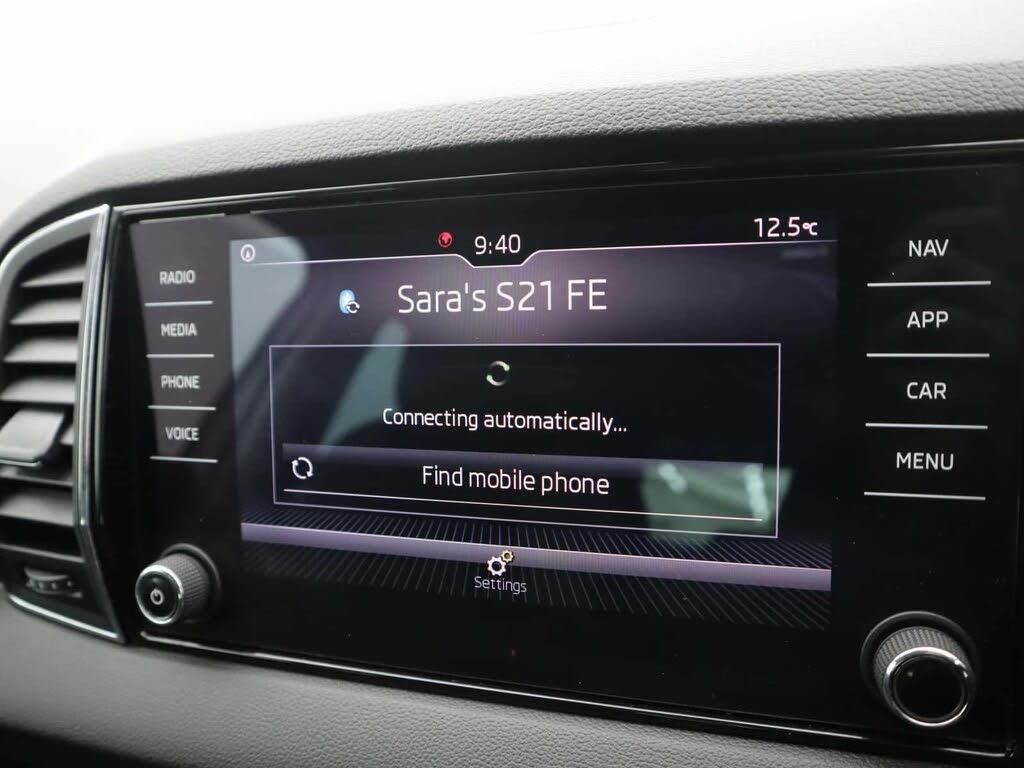 9:40
12.5°C
Sara's S21 FE
Connecting automatically...
Find mobile phone
Settings
RADIO
MEDIA
PHONE
VOICE
NAV
APP
CAR
MENU